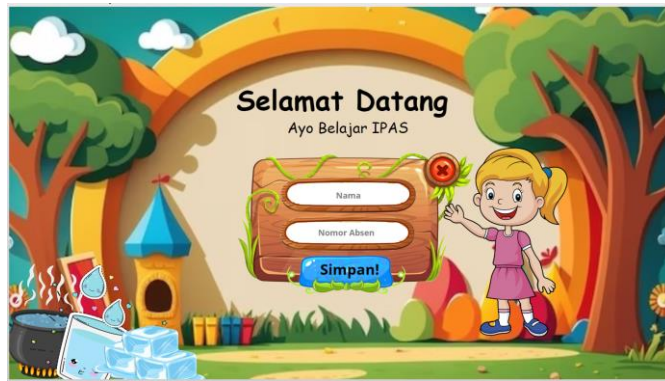 Selamat Datang
Ayo Belajar IPAS
Nama
Nomor Absen
Simpan!